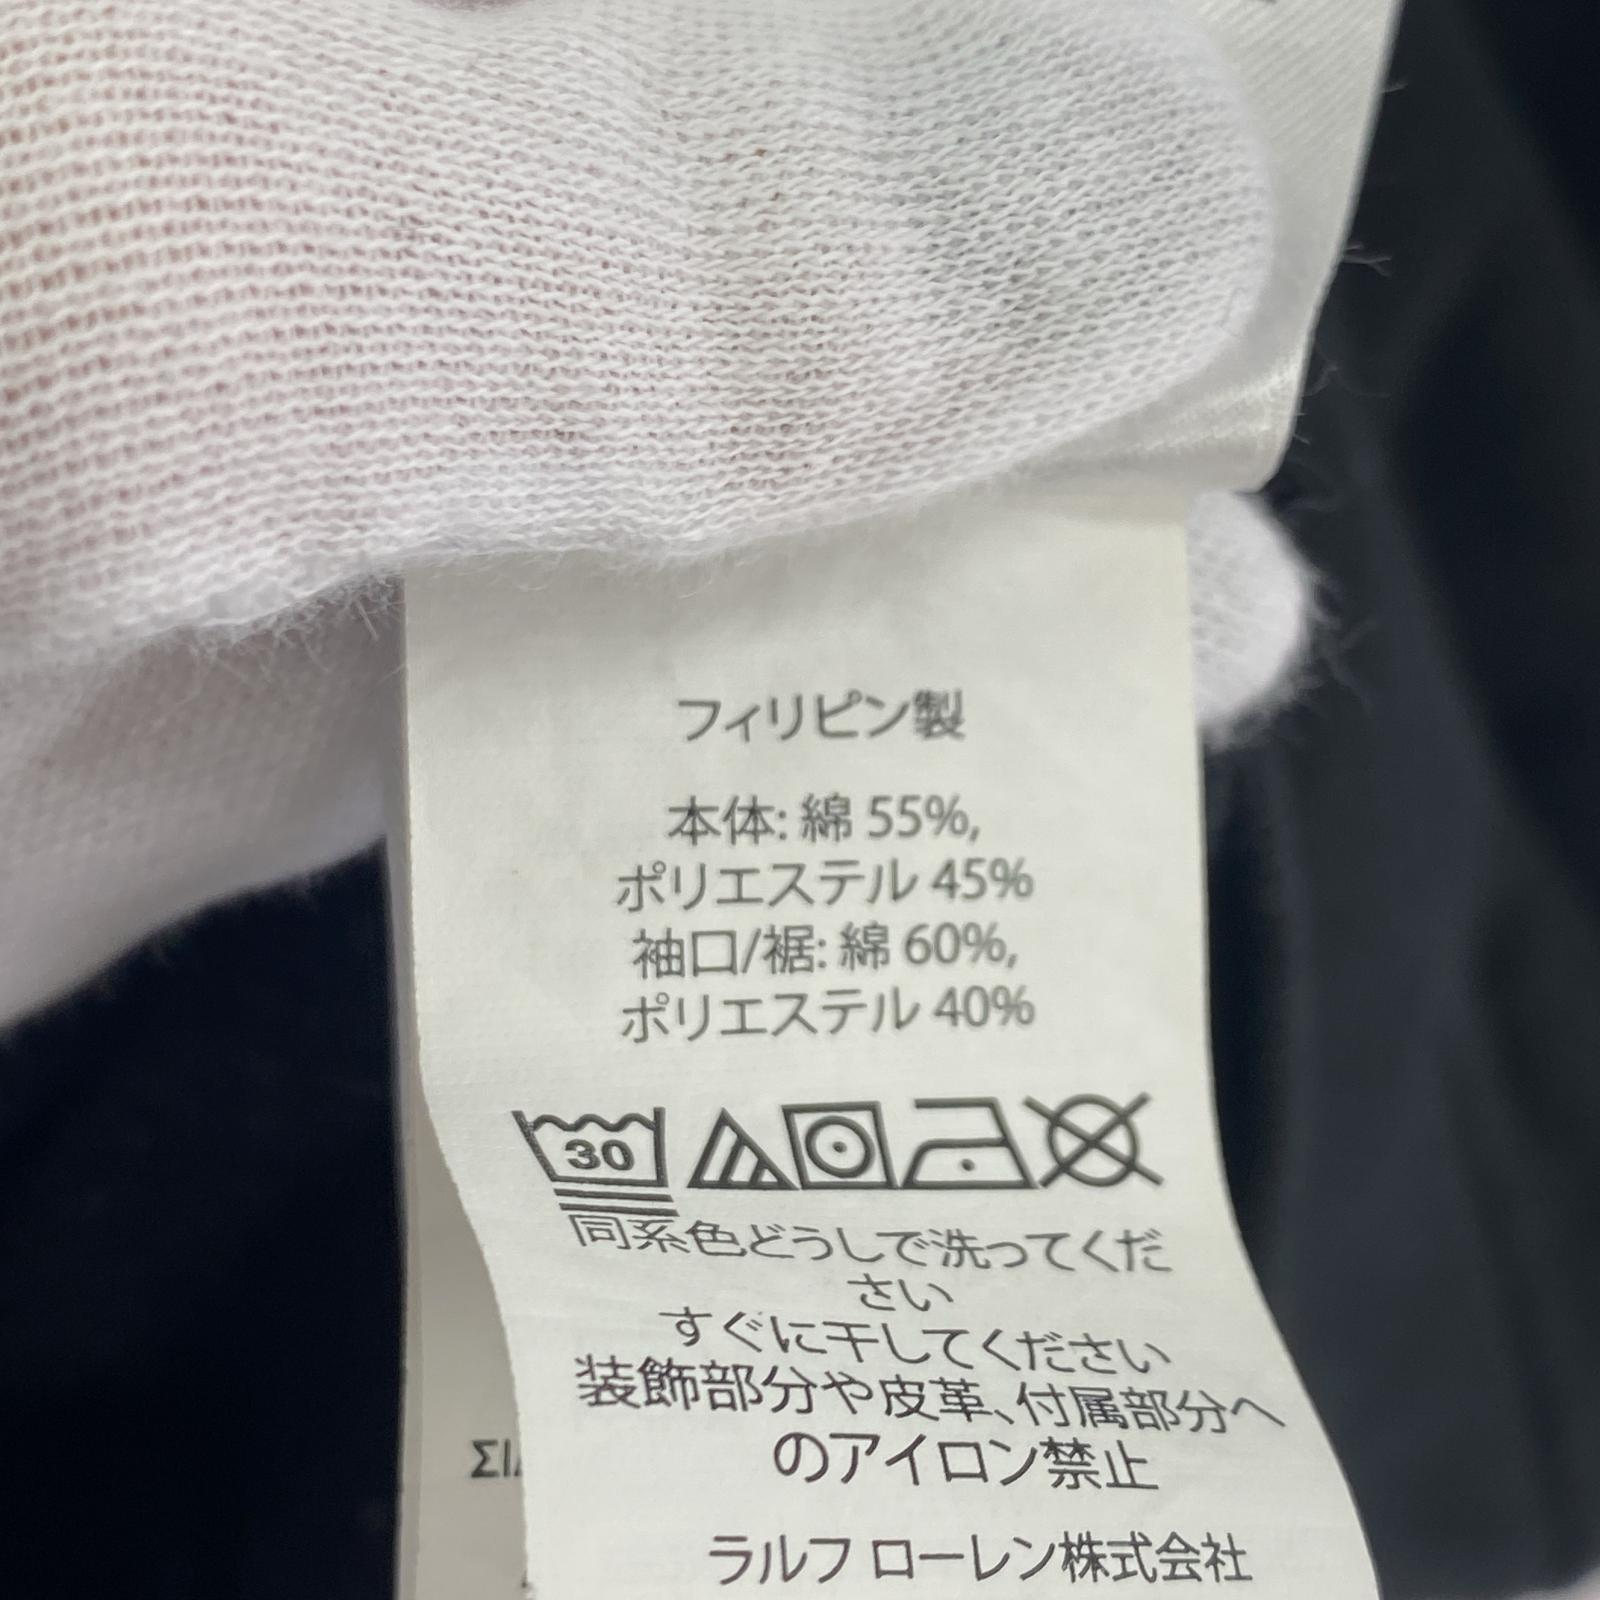 フィリピン製
本体: 綿 55%,
ポリエステル 45%
袖口/裾: 綿 60%,
ポリエステル 40%
30
同系色どうしで洗ってくだ
さい
すぐに干してください
装飾部分や皮革、付属部分へ
のアイロン禁止
ΣΙ
ラルフ ローレン株式会社